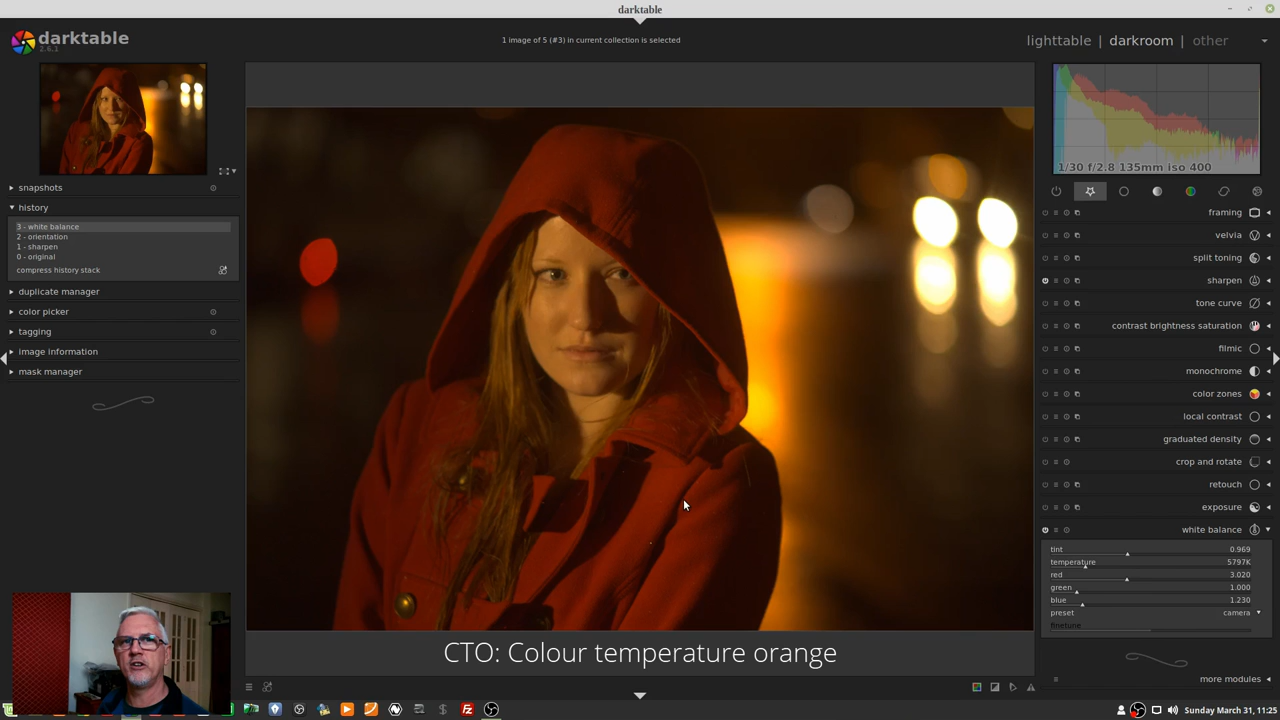 darktable
darktable
2.6.1
1 image of 5 (#3) in current collection is selected
lighttable | darkroom | other
1/30 f/2.8 135mm iso 400
snapshots
history
3 - white balance
2 - orientation
1 - sharpen
0 - original
compress history stack
duplicate manager
color picker
tagging
image information
mask manager
framing
velvia
split toning
sharpen
tone curve
contrast brightness saturation
filmic
monochrome
color zones
local contrast
graduated density
crop and rotate
retouch
exposure
white balance
tint 0.969
temperature 5797K
red 3.020
green 1.000
blue 1.230
preset camera
finetune
more modules
CTO: Colour temperature orange
Sunday March 31, 11:25